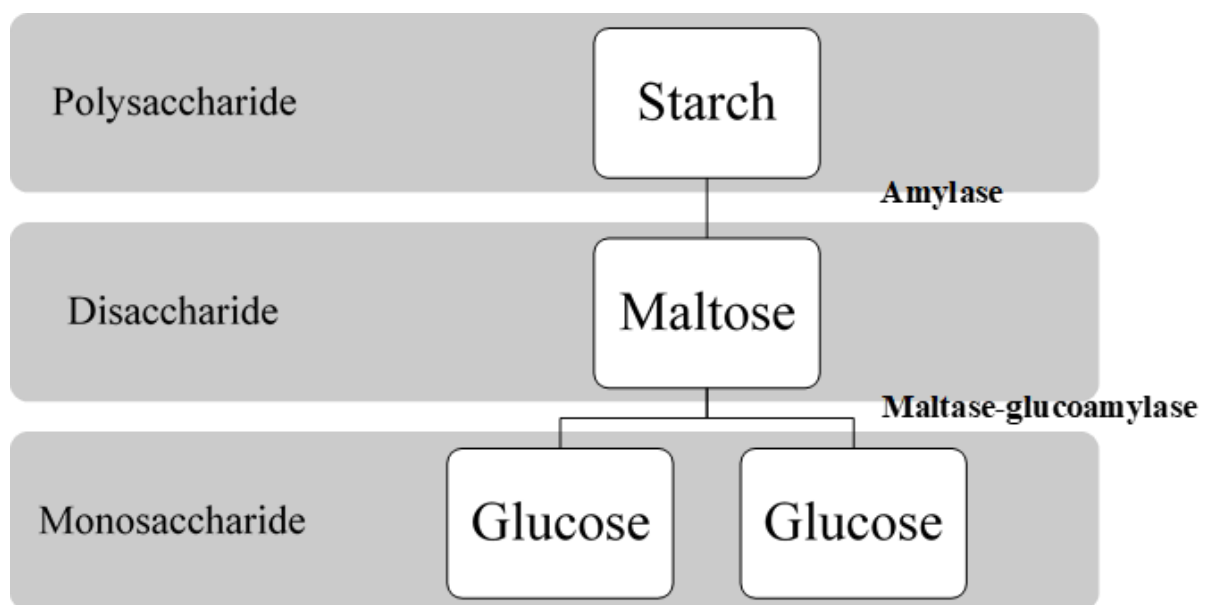 Polysaccharide
Starch
Amylase
Disaccharide
Maltose
Maltase-glucoamylase
Monosaccharide
Glucose
Glucose